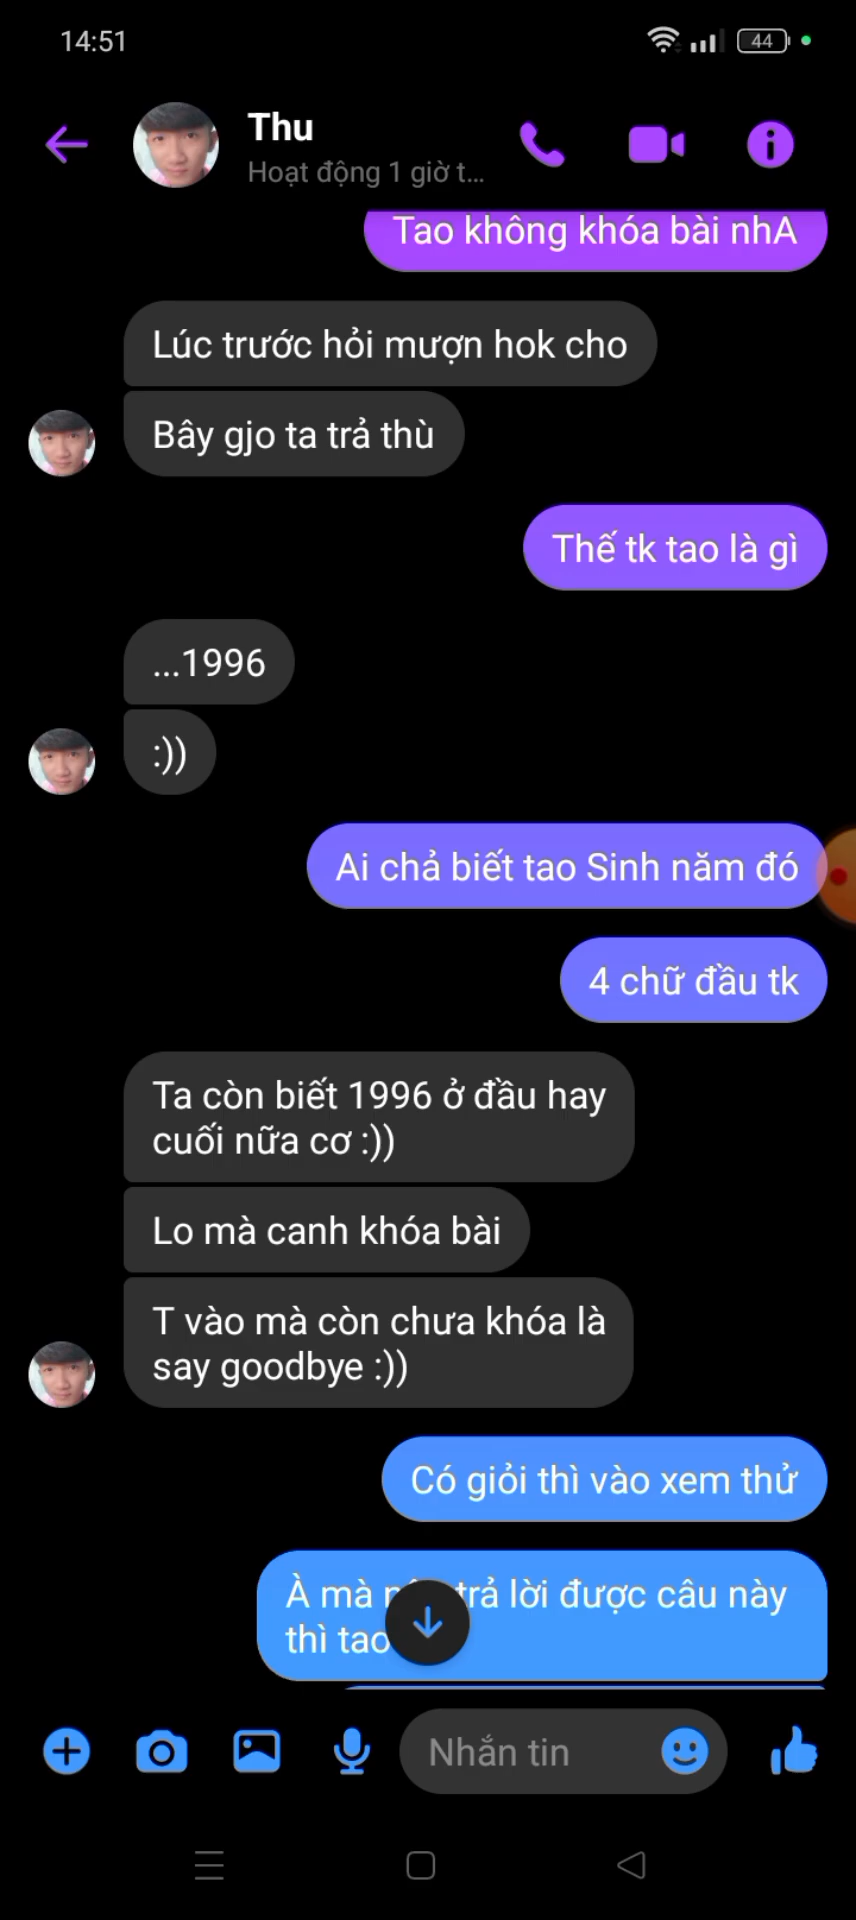 14:51
44
Thu
Hoạt động 1 giờ t...
Tao không khóa bài nhA
Lúc trước hỏi mượn hok cho
Bây gjo ta trả thù
Thế tk tao là gì
...1996
:))
Ai chả biết tao Sinh năm đó
4 chữ đầu tk
Ta còn biết 1996 ở đầu hay
cuối nữa cơ :))
Lo mà canh khóa bài
T vào mà còn chưa khóa là
say goodbye :))
Có giỏi thì vào xem thử
À mà trả lời được câu này
thì tao
Nhắn tin